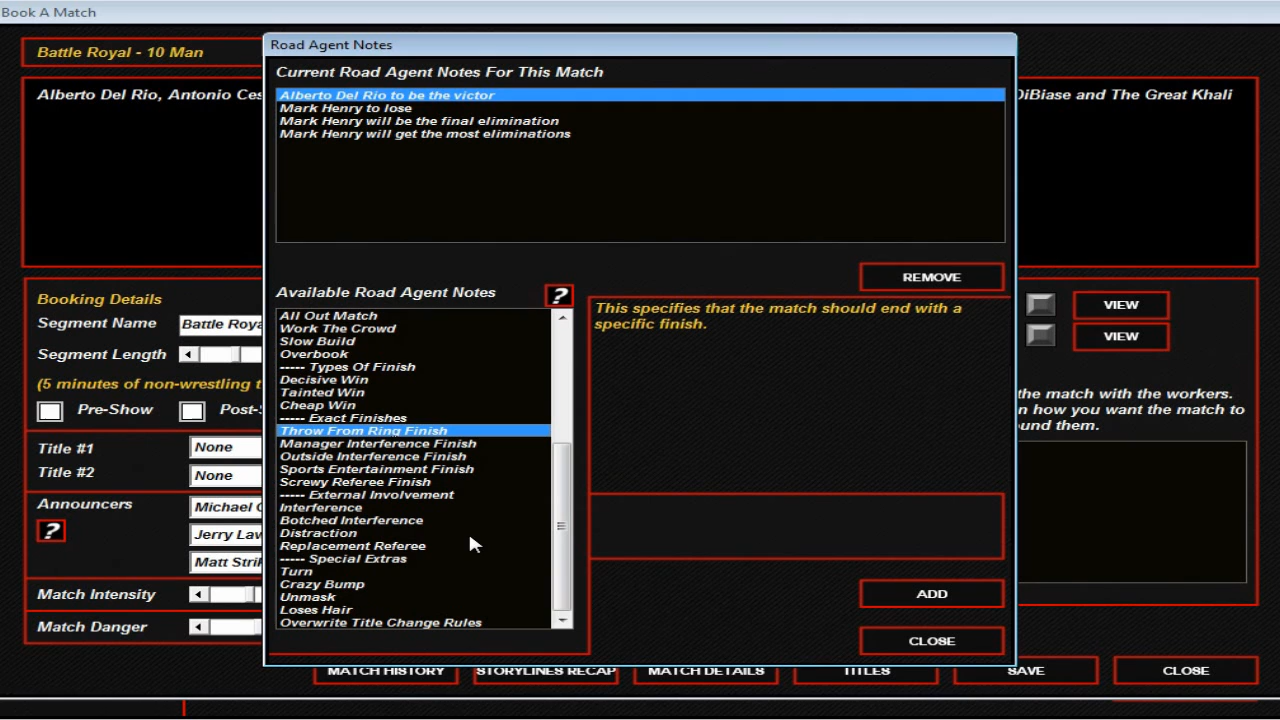 Book A Match
Road Agent Notes
Battle Royal - 10 Man
Current Road Agent Notes For This Match
Alberto Del Rio, Antonio Ces
DiBiase and The Great Khali
Alberto Del Rio to be the victor
Mark Henry to lose
Mark Henry will be the final elimination
Mark Henry will get the most eliminations
REMOVE
Available Road Agent Notes
?
This specifies that the match should end with a
specific finish.
All Out Match
Work The Crowd
Slow Build
Overbook
----- Types Of Finish
Decisive Win
Tainted Win
Cheap Win
----- Exact Finishes
Throw From Ring Finish
Manager Interference Finish
Outside Interference Finish
Sports Entertainment Finish
Screwy Referee Finish
----- External Involvement
Interference
Botched Interference
Distraction
Replacement Referee
----- Special Extras
Turn
Crazy Bump
Unmask
Loses Hair
Overwrite Title Change Rules
ADD
CLOSE
Booking Details
Segment Name
Battle Roya
Segment Length
(5 minutes of non-wrestling t
Pre-Show
Post-S
Title #1
None
Title #2
None
Announcers
Michael C
?
Jerry Law
Matt Strik
Match Intensity
Match Danger
VIEW
VIEW
the match with the workers.
n how you want the match to
und them.
MATCH HISTORY
STORYLINES RECAP
MATCH DETAILS
TITLES
SAVE
CLOSE